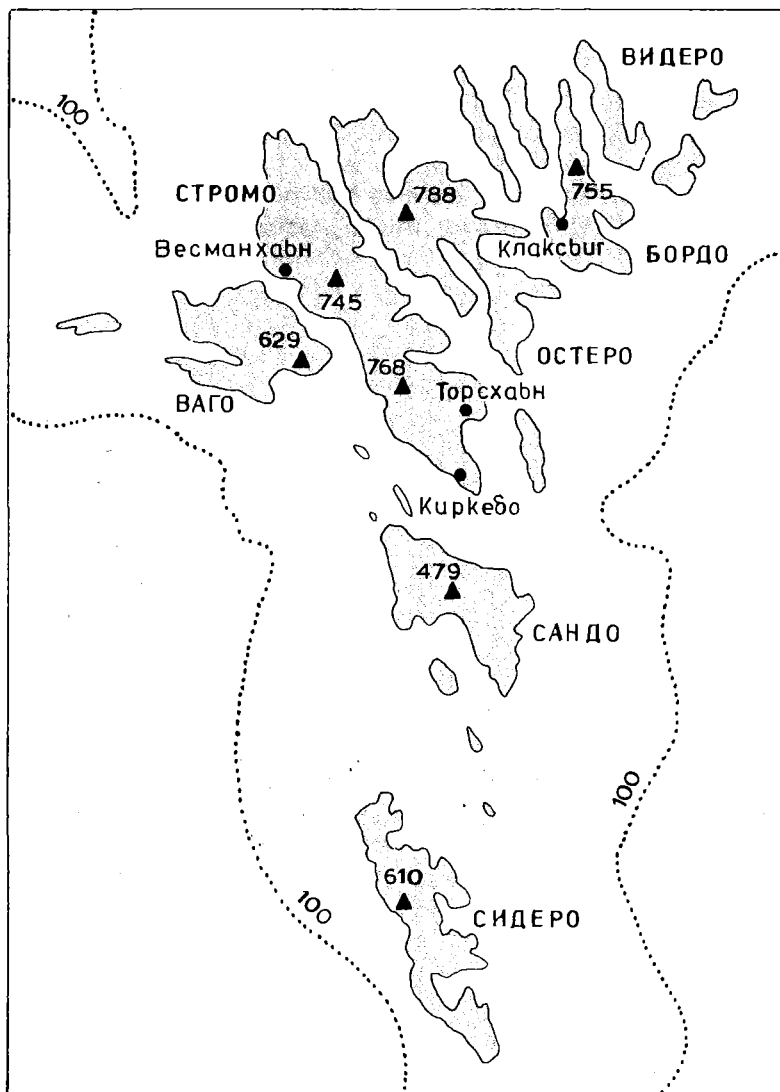 ВИДЕРО
100
755
788
СТРОМО
Клаксвиг
Весманхавн
БОРДО
745
629
ОСТЕРО
768
Торсхавн
ВАГО
Киркебо
479
САНДО
100
610
100
СИДЕРО